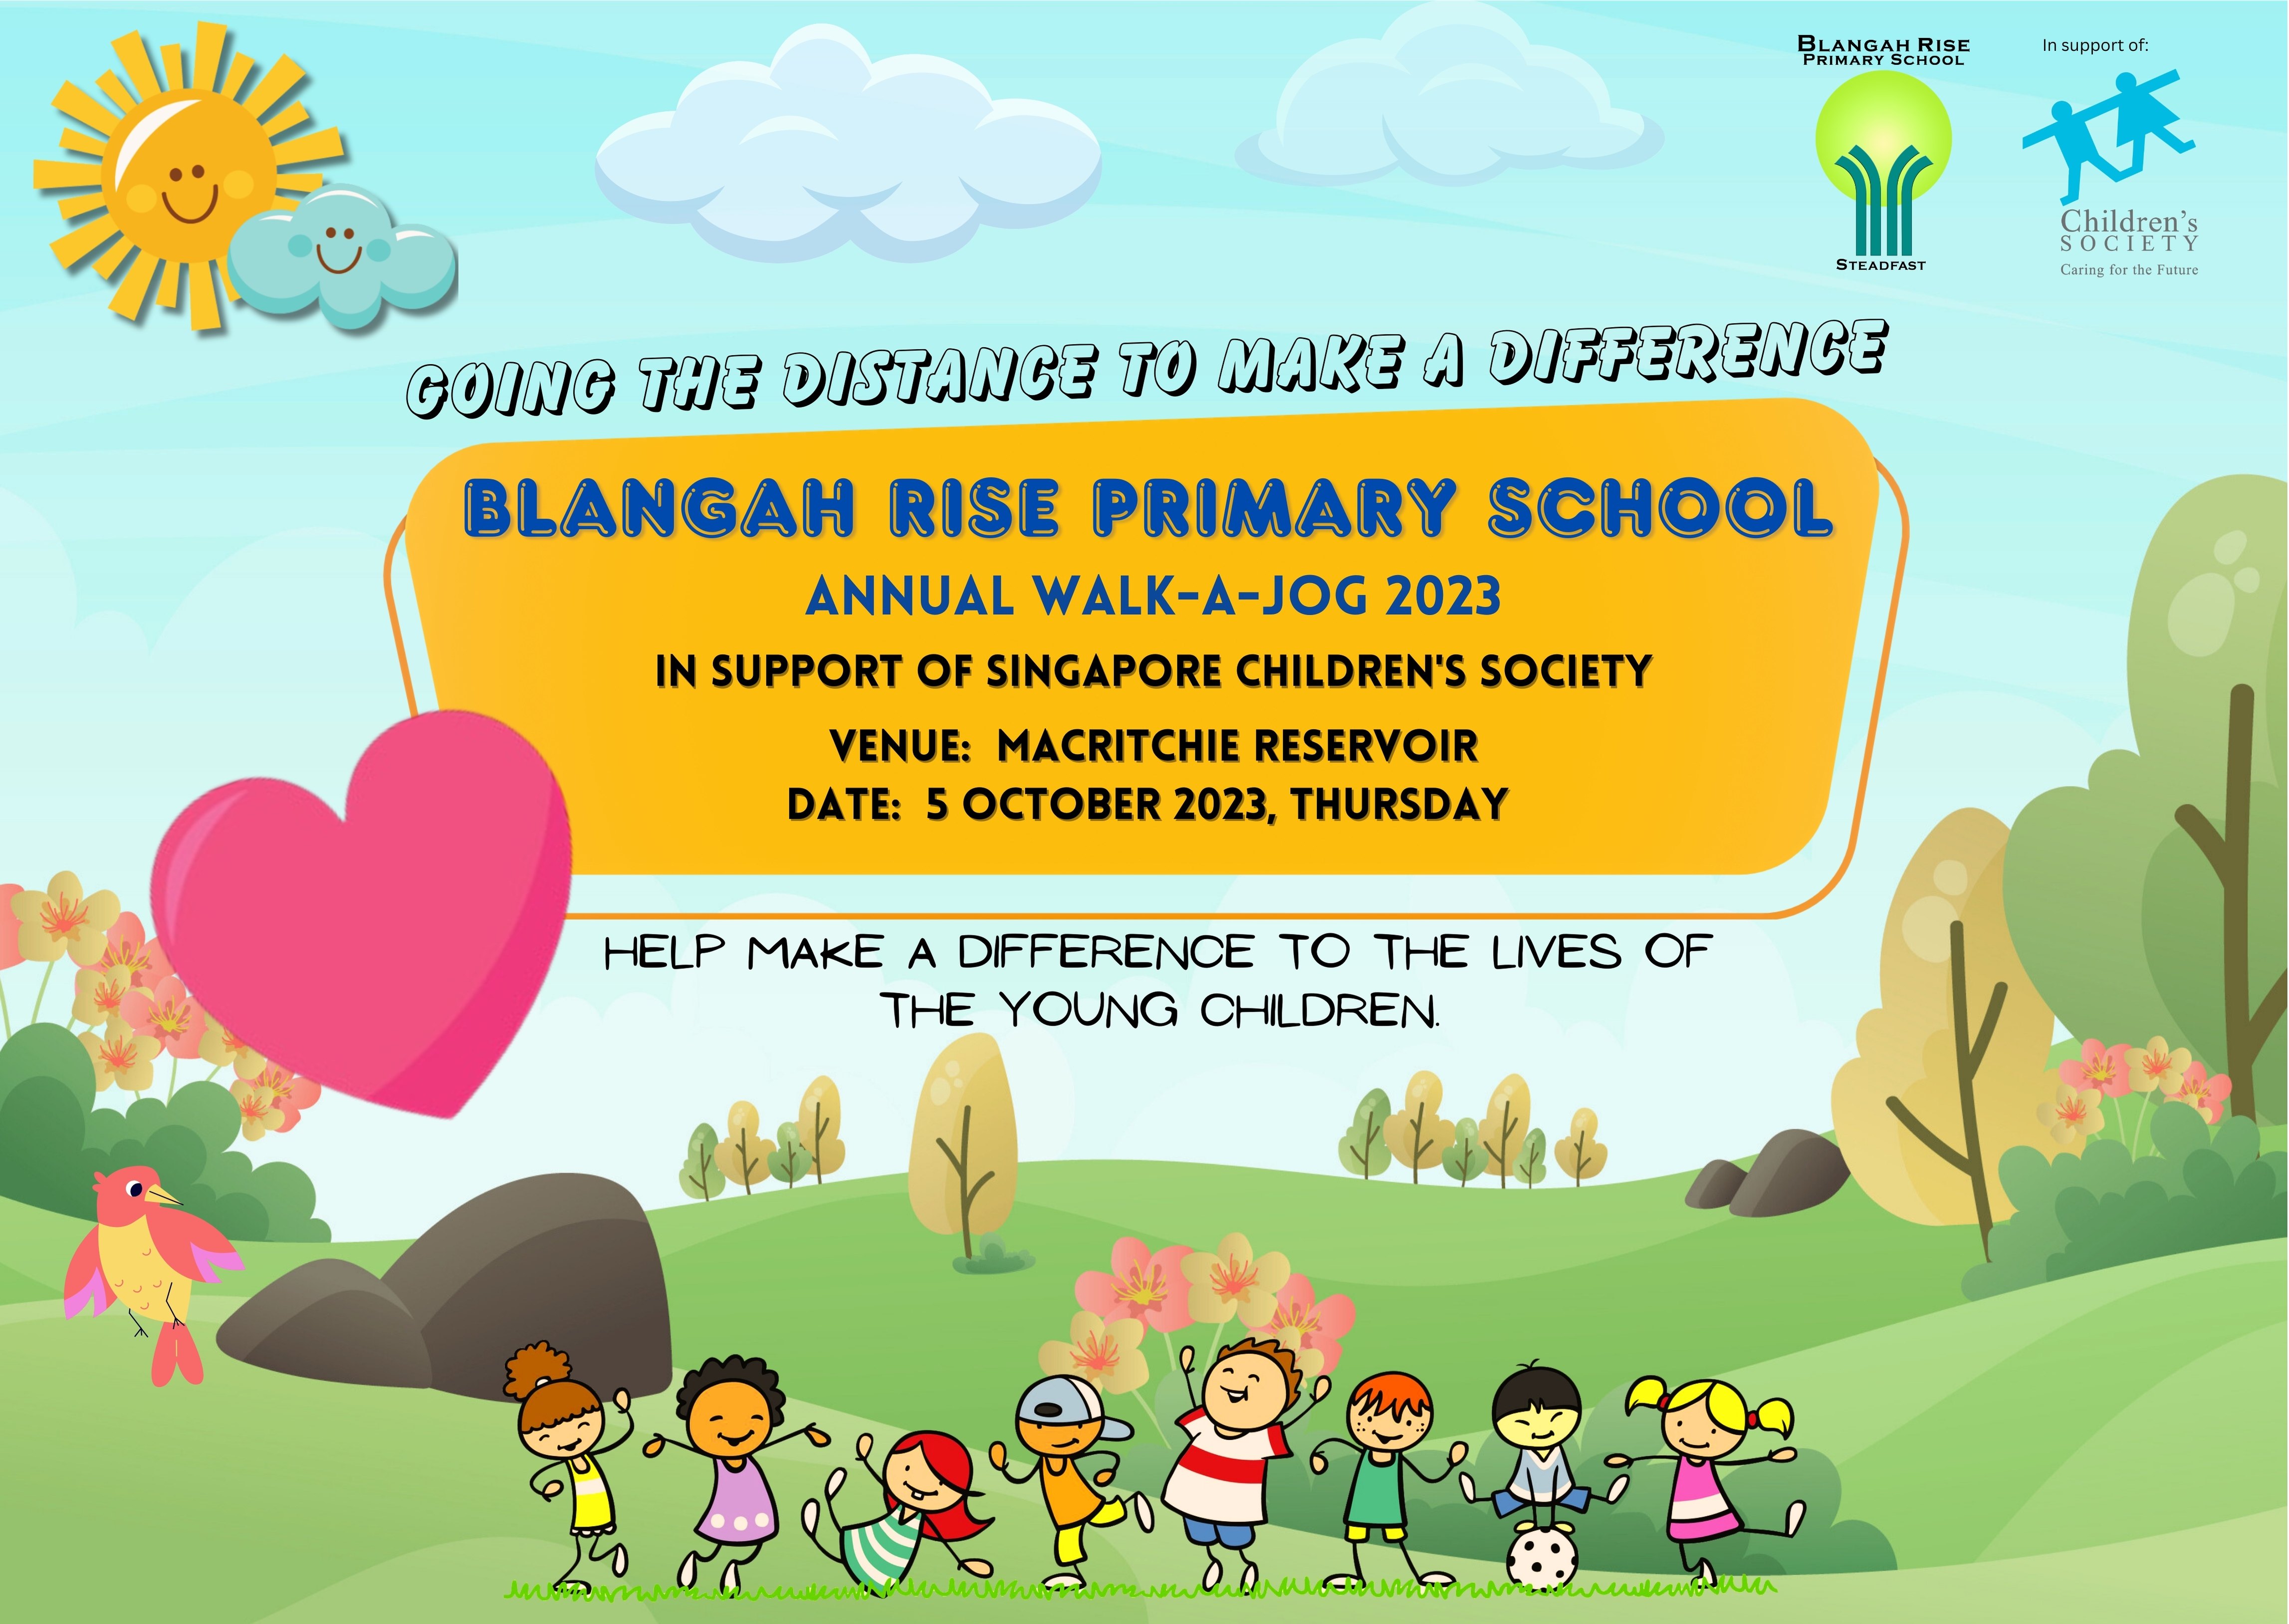 BLANGAH RISE
PRIMARY SCHOOL
STEADFAST
In support of:
Children's
SOCIETY
Caring for the Future
GOING THE DISTANCE TO MAKE A DIFFERENCE
BLANGAH RISE PRIMARY SCHOOL
ANNUAL WALK-A-JOG 2023
IN SUPPORT OF SINGAPORE CHILDREN'S SOCIETY
VENUE: MACRITCHIE RESERVOIR
DATE: 5 OCTOBER 2023, THURSDAY
HELP MAKE A DIFFERENCE TO THE LIVES OF
THE YOUNG CHILDREN.